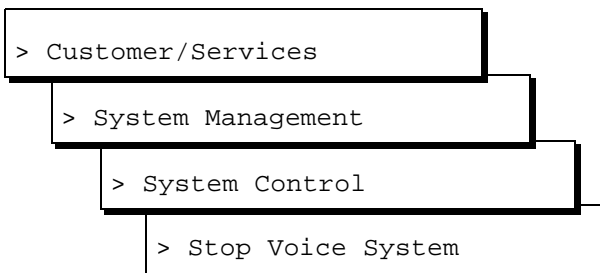 > Customer/Services
> System Management
> System Control
> Stop Voice System